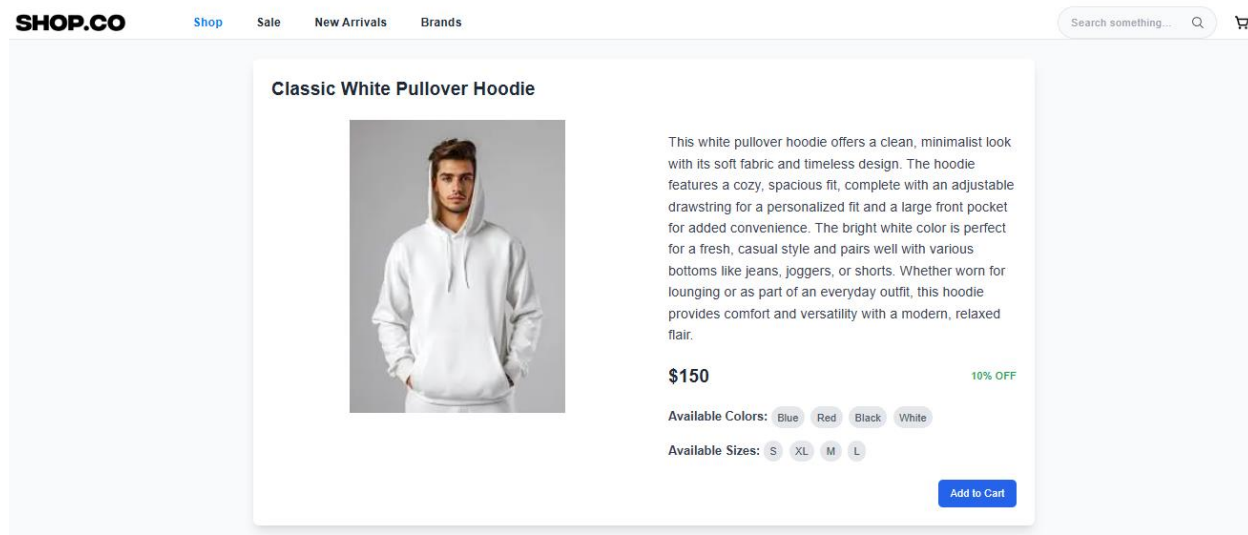 SHOP.CO Shop Sale New Arrivals Brands Search something...
Classic White Pullover Hoodie
This white pullover hoodie offers a clean, minimalist look
with its soft fabric and timeless design. The hoodie
features a cozy, spacious fit, complete with an adjustable
drawstring for a personalized fit and a large front pocket
for added convenience. The bright white color is perfect
for a fresh, casual style and pairs well with various
bottoms like jeans, joggers, or shorts. Whether worn for
lounging or as part of an everyday outfit, this hoodie
provides comfort and versatility with a modern, relaxed
flair.
$150 10% OFF
Available Colors: Blue Red Black White
Available Sizes: S XL M L
Add to Cart